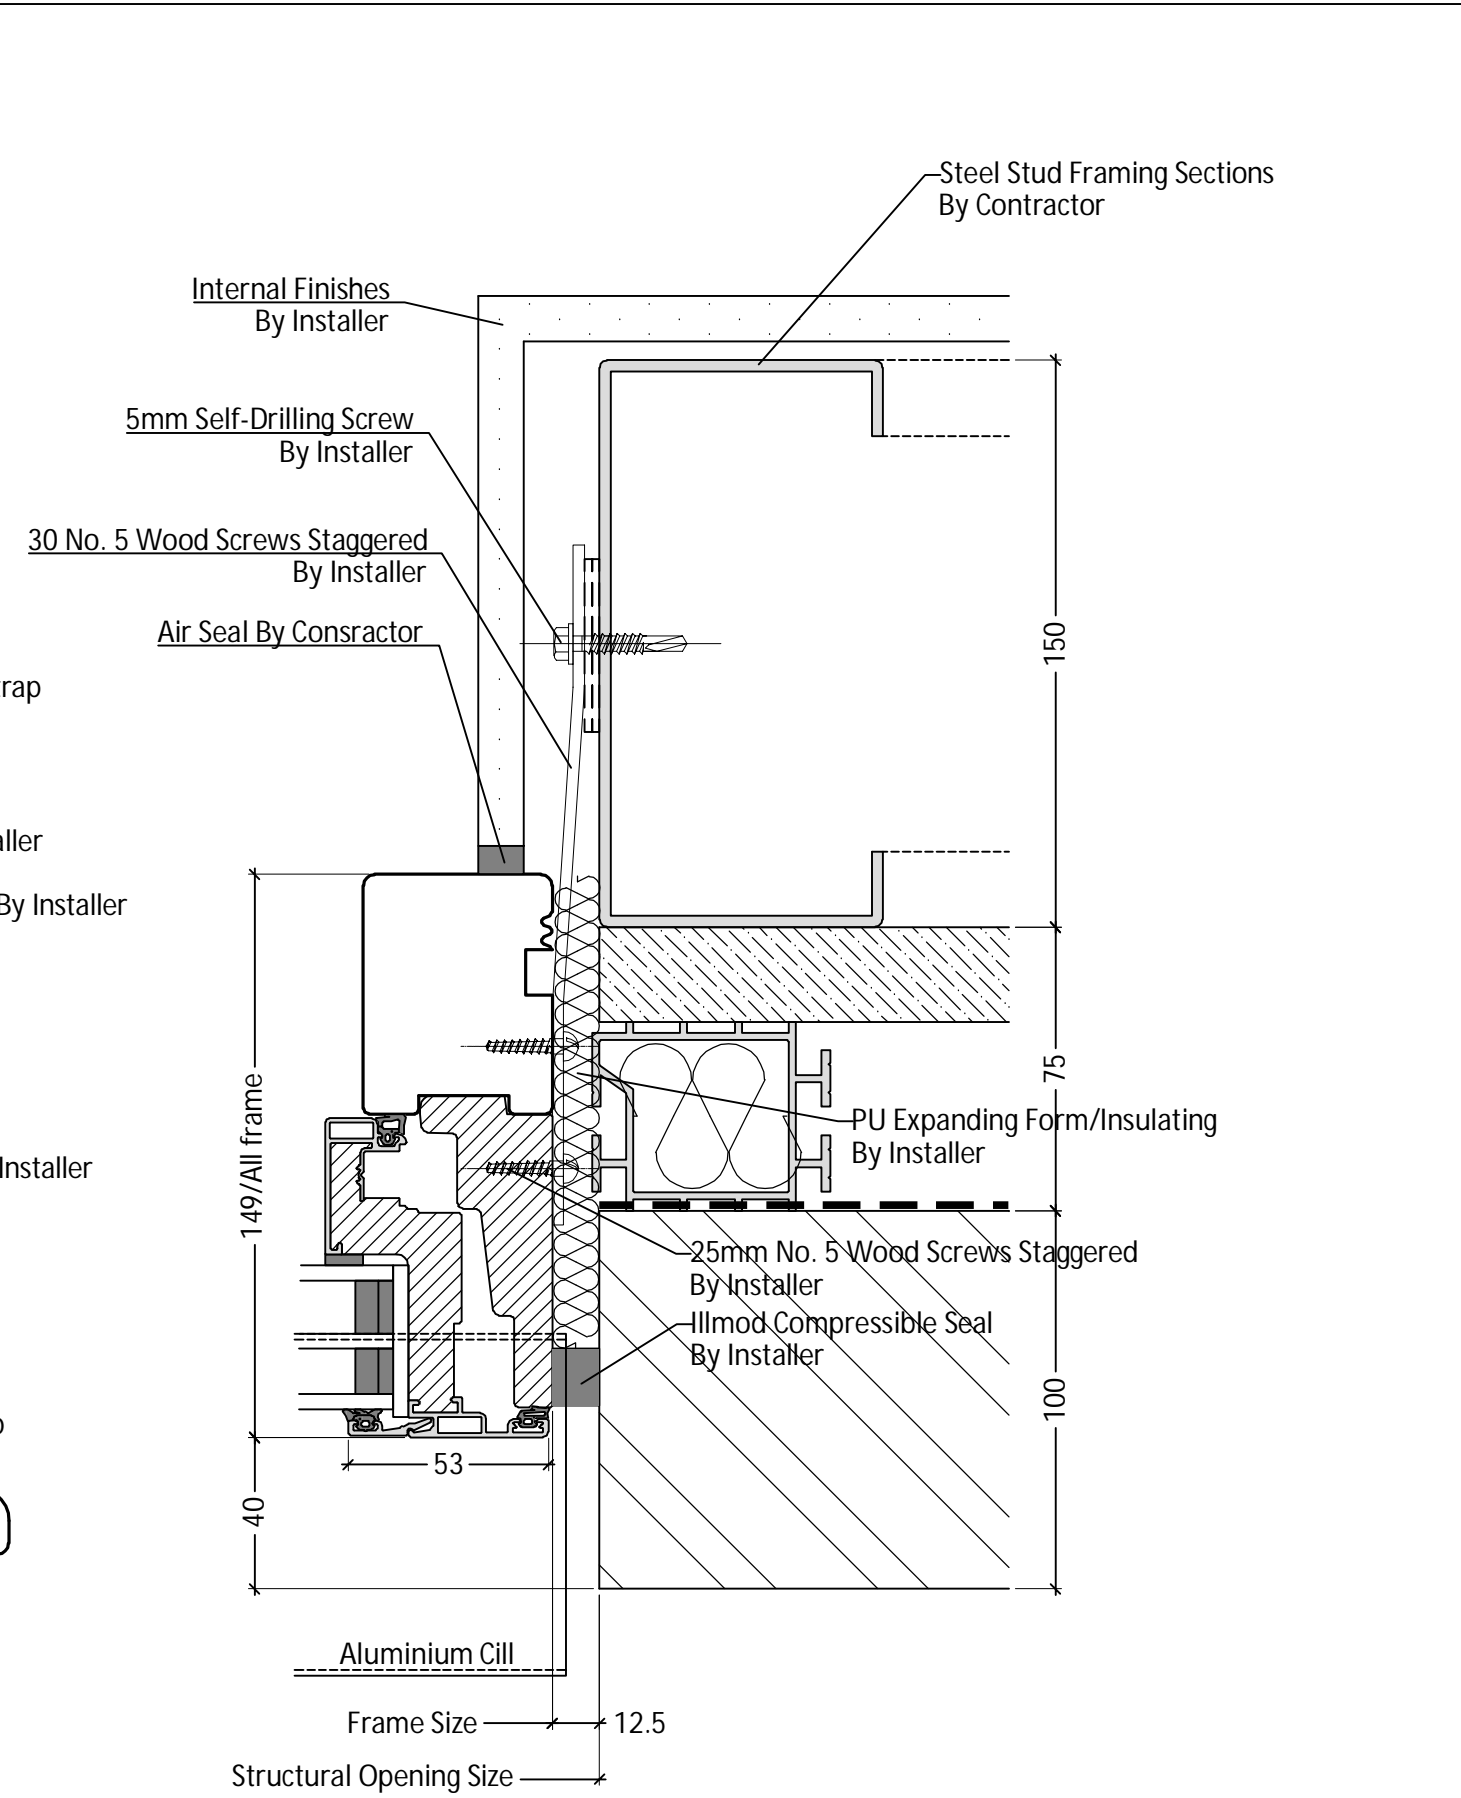 Steel Stud Framing Sections
By Contractor
Internal Finishes
By Installer
5mm Self-Drilling Screw
By Installer
30 No. 5 Wood Screws Staggered
By Installer
Air Seal By Consractor
150
By Installer
75
149/All frame
PU Expanding Form/Insulating
By Installer
Installer
25mm No. 5 Wood Screws Staggered
By Installer
Illmod Compressible Seal
By Installer
100
53
40
Aluminium Cill
Frame Size
12.5
Structural Opening Size